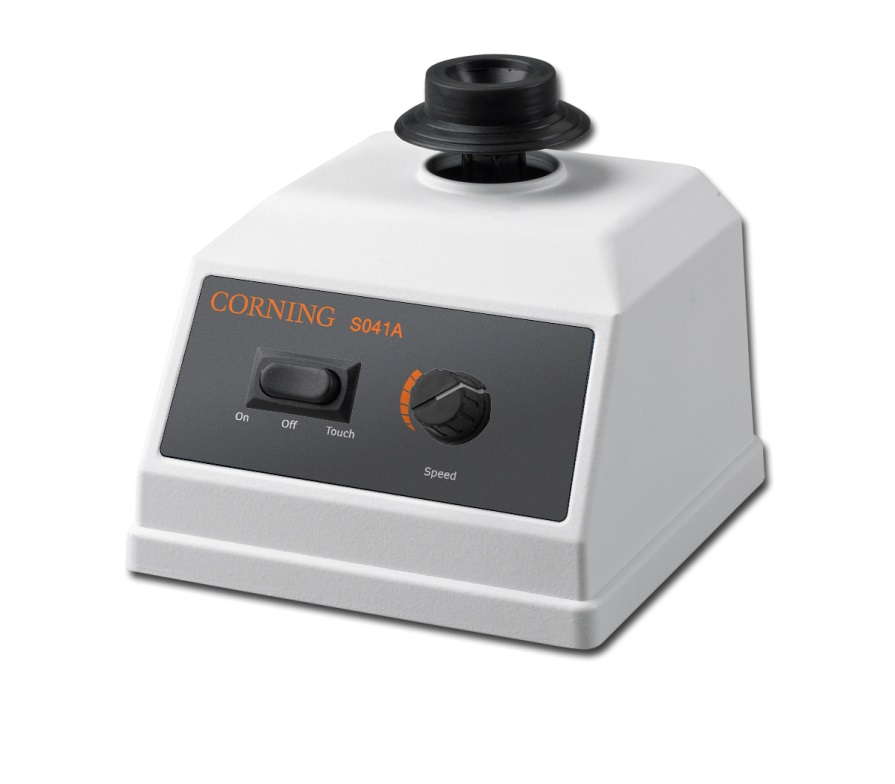 CORNING S041A
On Off Touch
Speed